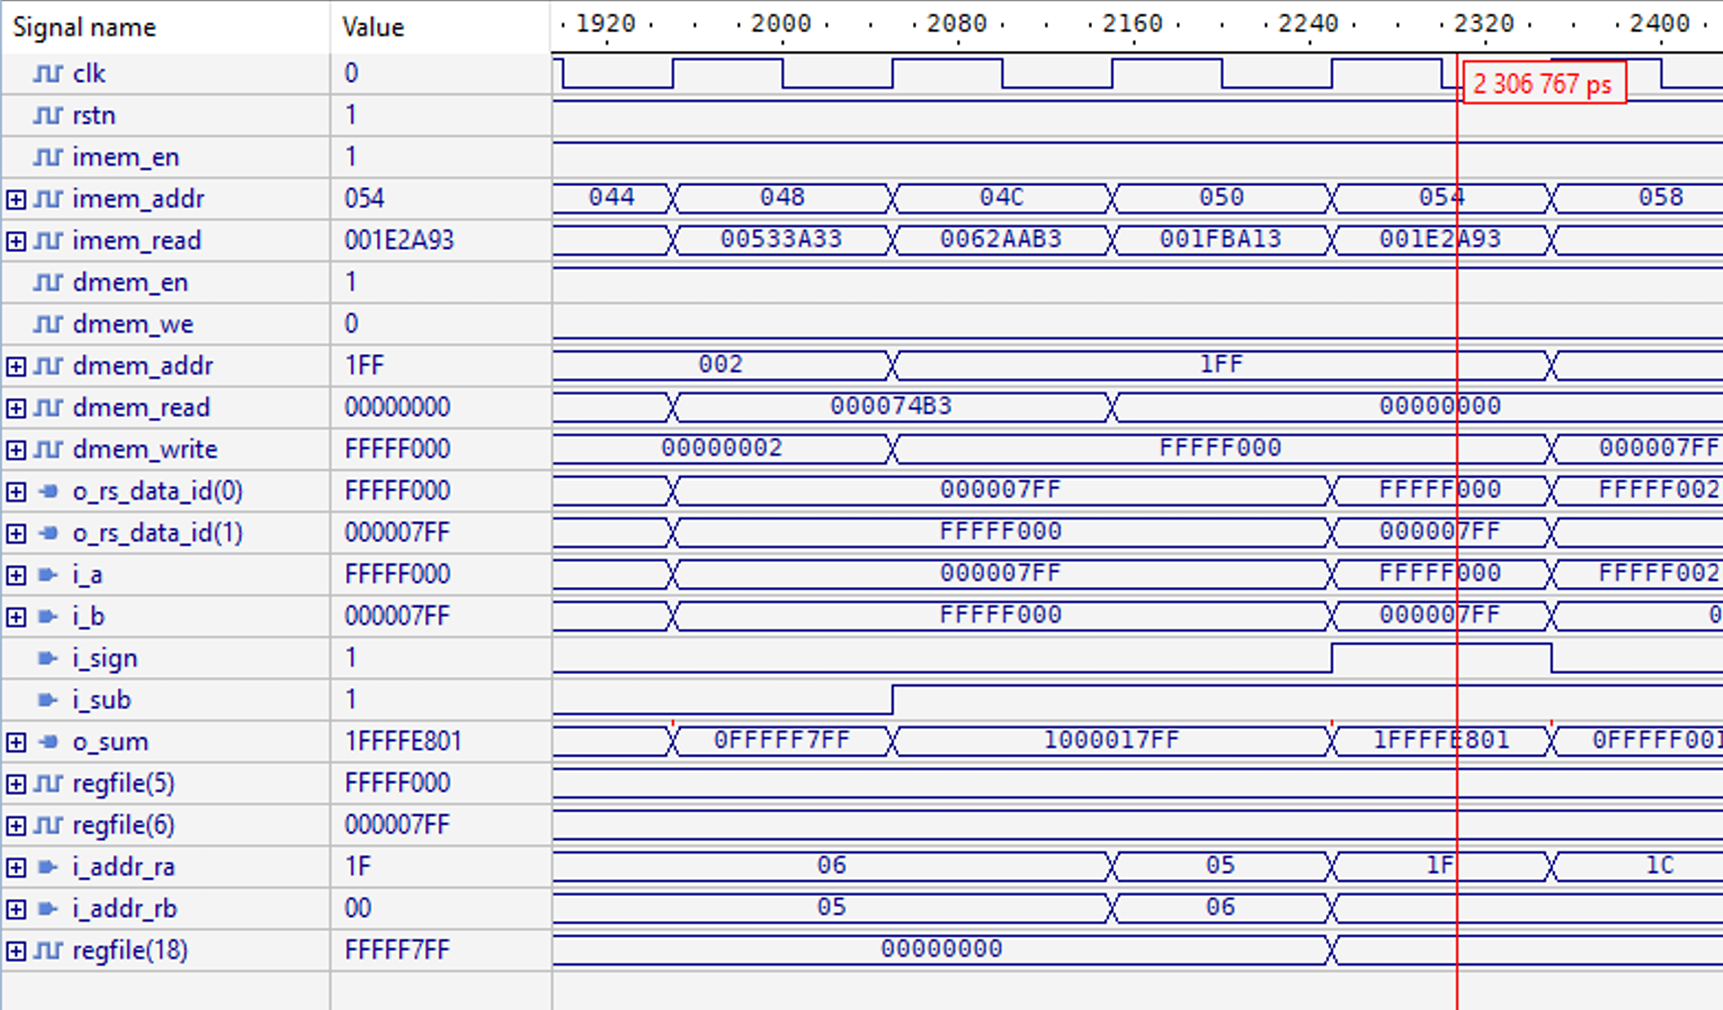 Signal name Value 1920 2000 2080 2160 2240 2320 2400
clk 0 2 306 767 ps
rstn 1
imem_en 1
imem_addr 054 044 048 04C 050 054 058
imem_read 001E2A93 00533A33 0062AAB3 001FBA13 001E2A93
dmem_en 1
dmem_we 0
dmem_addr 1FF 002 1FF
dmem_read 00000000 000074B3 00000000
dmem_write FFFFF000 00000002 FFFFF000 000007FF
o_rs_data_id(0) FFFFF000 000007FF FFFFF000 FFFFF002
o_rs_data_id(1) 000007FF FFFFF000 000007FF
i_a FFFFF000 000007FF FFFFF000 FFFFF002
i_b 000007FF FFFFF000 000007FF 0
i_sign 1
i_sub 1
o_sum 1FFFFE801 0FFFFF7FF 1000017FF 1FFFFE801 0FFFFF001
regfile(5) FFFFF000
regfile(6) 000007FF
i_addr_ra 1F 06 05 1F 1C
i_addr_rb 00 05 06
regfile(18) FFFFF7FF 00000000